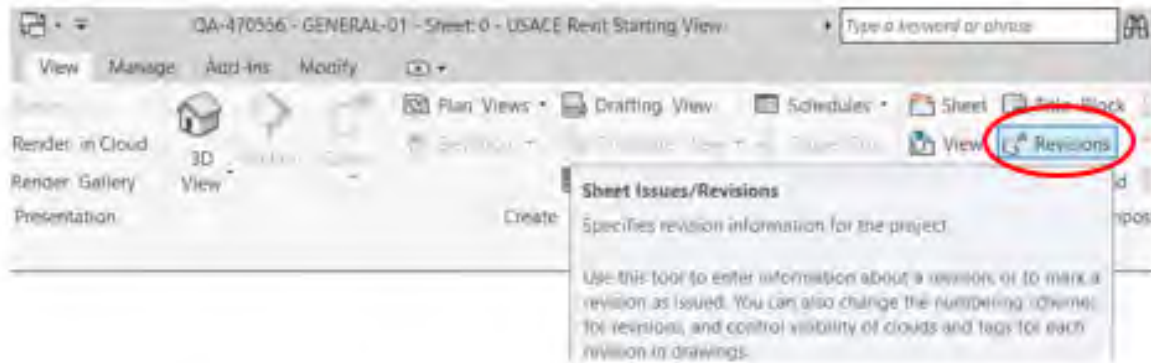 QA-470556 - GENERAL-01 - Sheet: 0 - USACE Revit Starting View
Type a keyword or phrase
View Manage Add-Ins Modify
Plan Views Drafting View Schedules Sheet Title Block
Render in Cloud
3D View
View Revisions
Render Gallery
Presentation
Create
Sheet Issues/Revisions
Specifies revision information for the project.
Use this tool to enter information about a revision, or to mark a
revision as issued. You can also change the numbering scheme
for revisions, and control visibility of clouds and tags for each
revision in drawings.